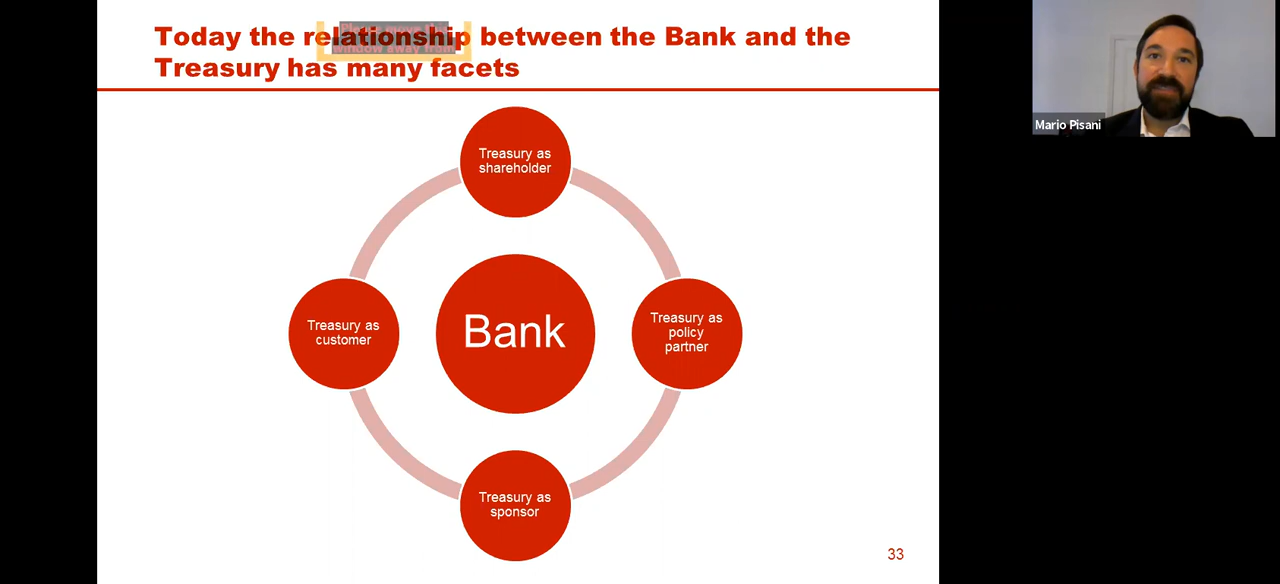 Today the relationship between the Bank and the
Treasury has many facets
Treasury as
shareholder
Mario Pisani
Treasury as
customer
Bank
Treasury as
policy
partner
Treasury as
sponsor
33